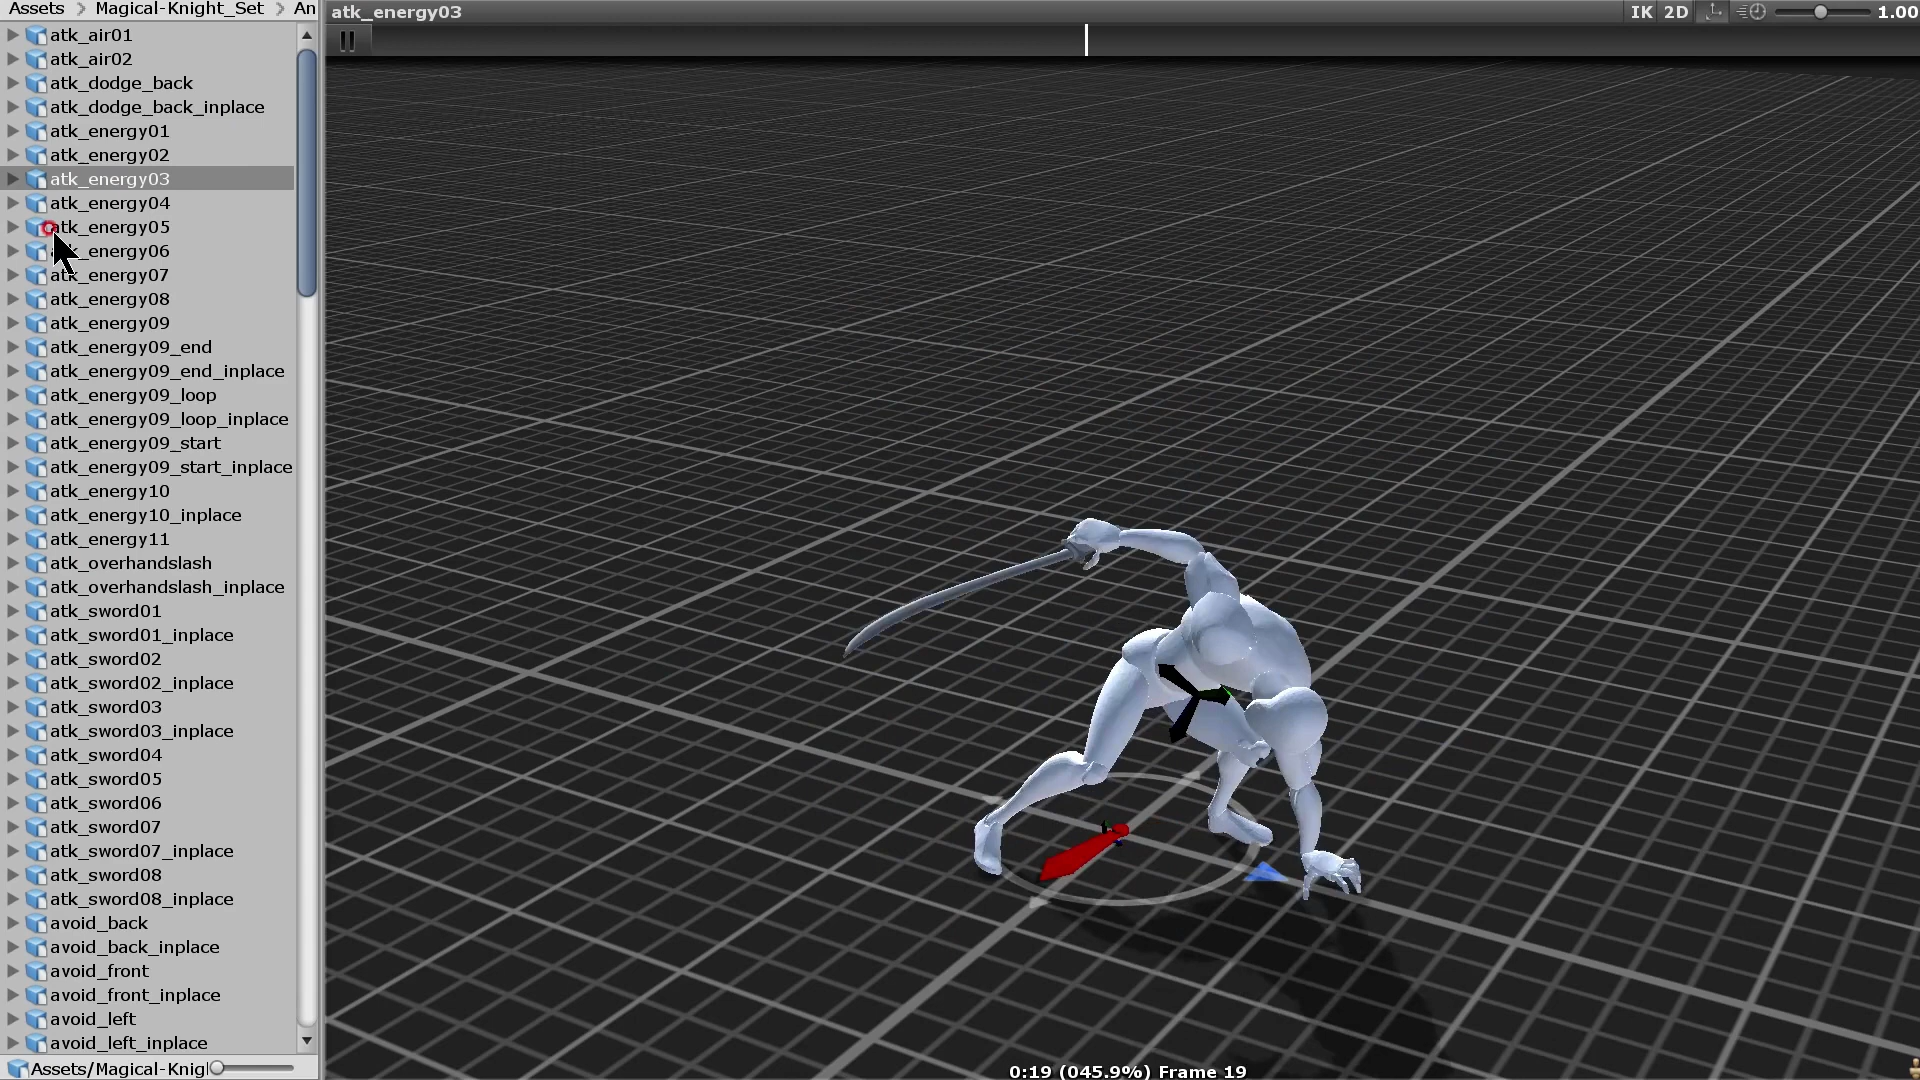 Assets > Magical-Knight_Set > An
atk_air01
atk_air02
atk_dodge_back
atk_dodge_back_inplace
atk_energy01
atk_energy02
atk_energy03
atk_energy04
atk_energy05
atk_energy06
atk_energy07
atk_energy08
atk_energy09
atk_energy09_end
atk_energy09_end_inplace
atk_energy09_loop
atk_energy09_loop_inplace
atk_energy09_start
atk_energy09_start_inplace
atk_energy10
atk_energy10_inplace
atk_energy11
atk_overhandslash
atk_overhandslash_inplace
atk_sword01
atk_sword01_inplace
atk_sword02
atk_sword02_inplace
atk_sword03
atk_sword03_inplace
atk_sword04
atk_sword05
atk_sword06
atk_sword07
atk_sword07_inplace
atk_sword08
atk_sword08_inplace
avoid_back
avoid_back_inplace
avoid_front
avoid_front_inplace
avoid_left
avoid_left_inplace
Assets/Magical-Knig
atk_energy03
IK 2D 1.00
0:19 (045.9%) Frame 19